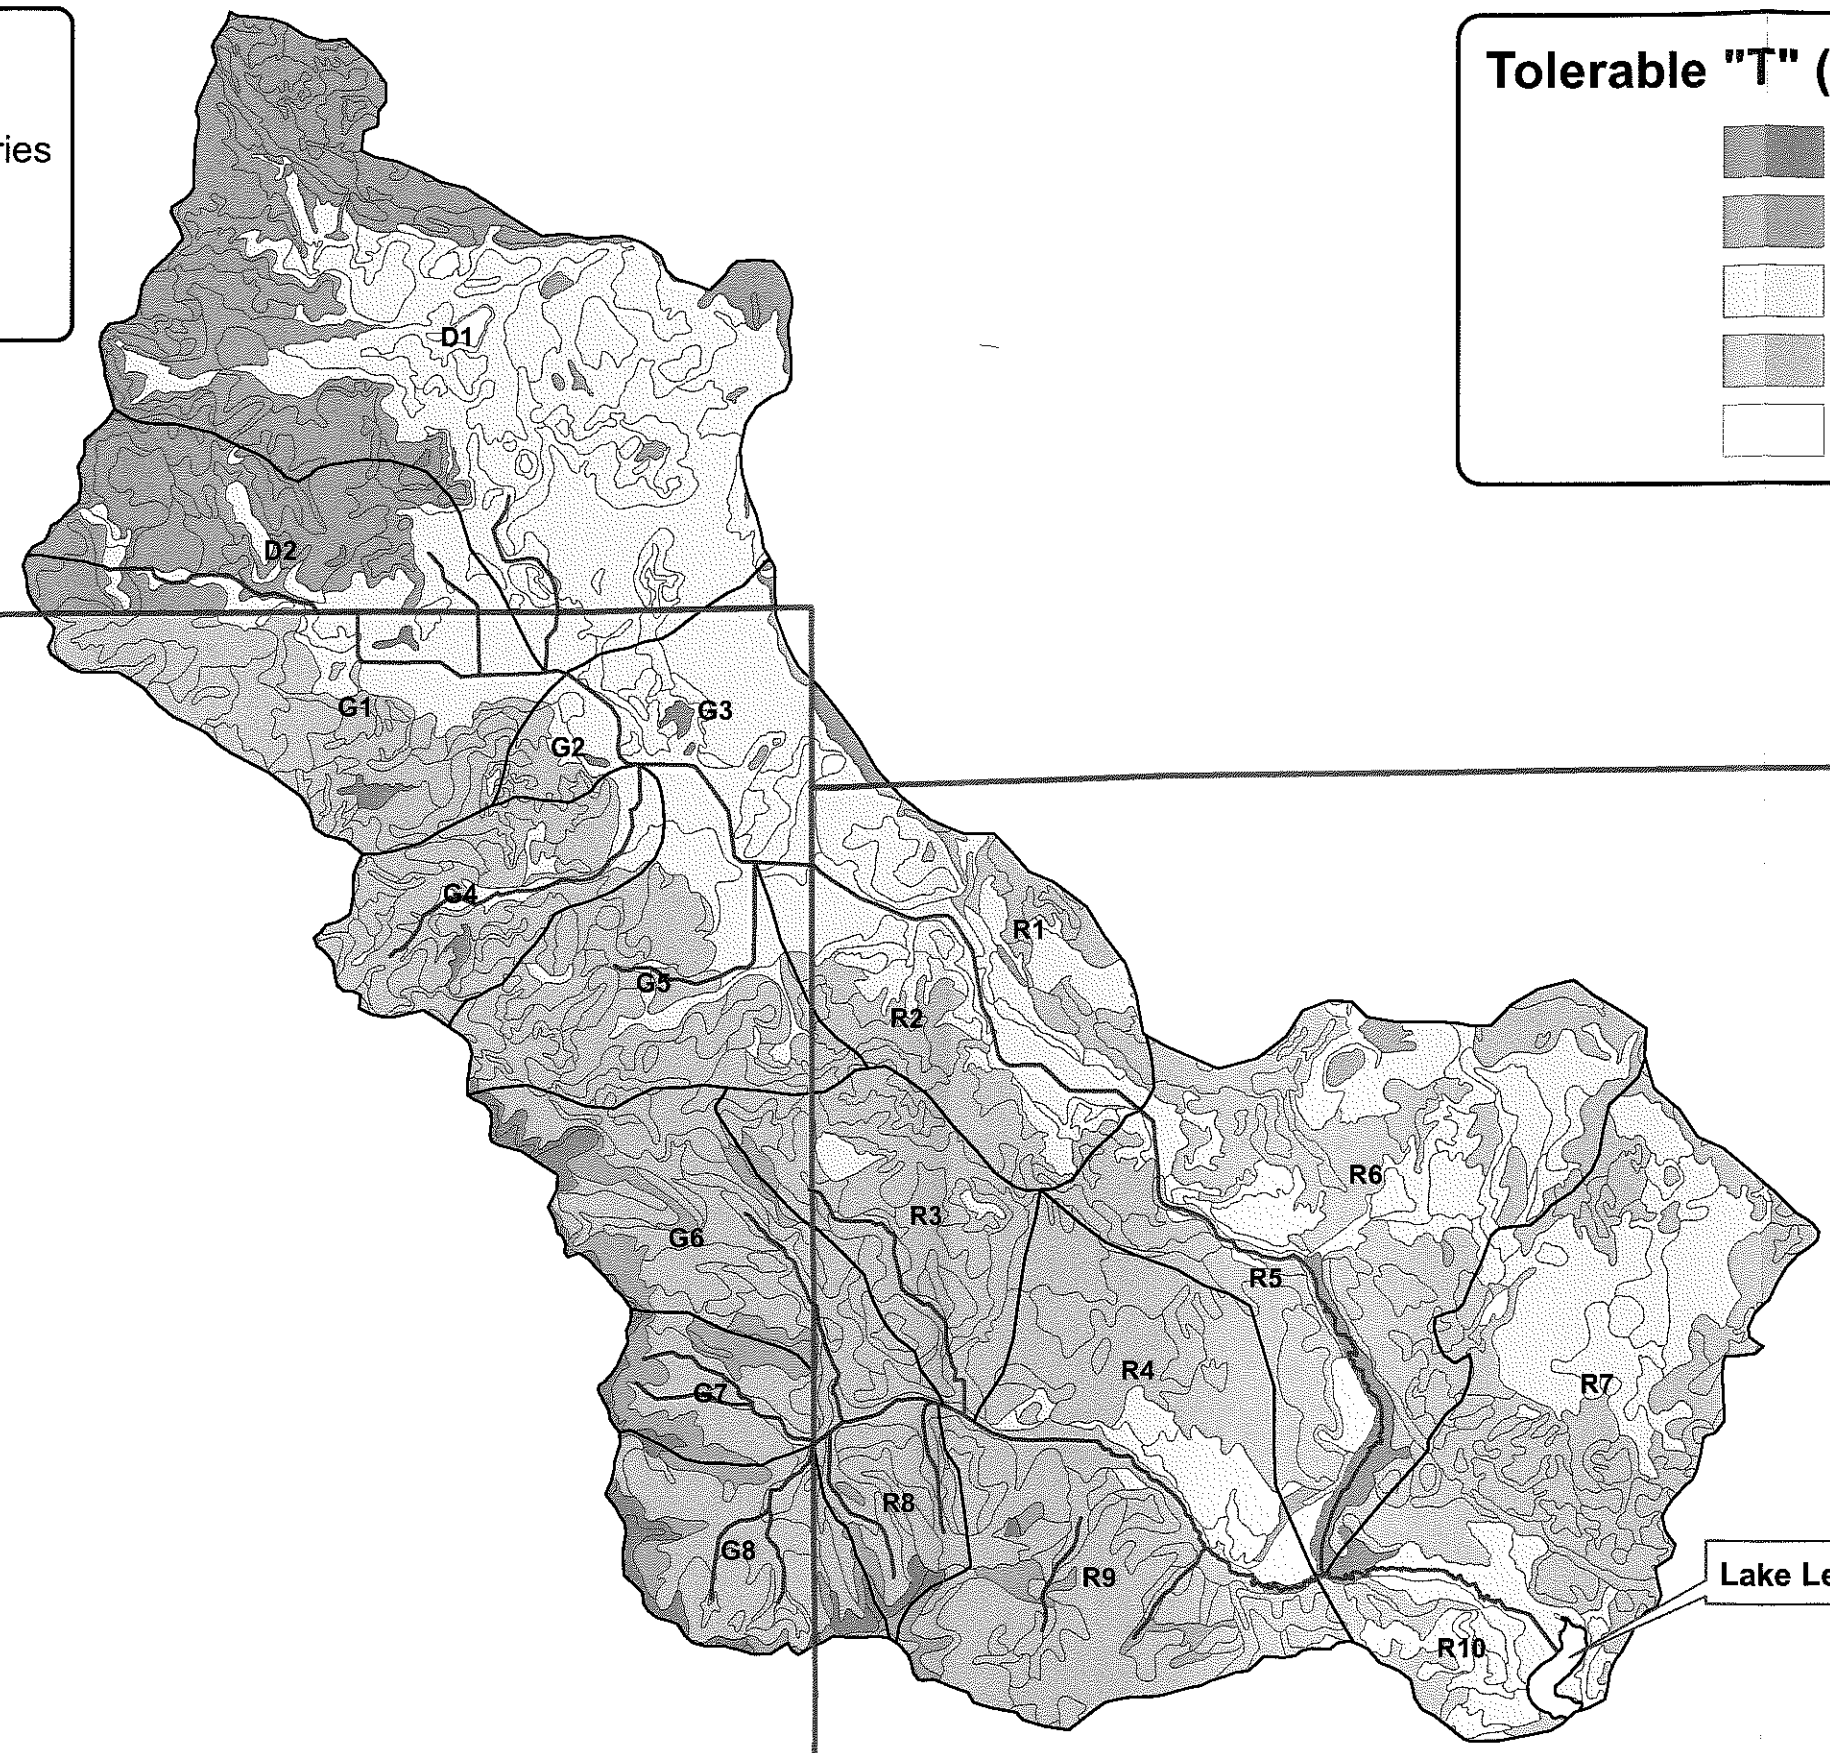 Tolerable "T" (
ries
D1
D2
G1
G3
G2
G4
R1
G5
R2
R6
R3
G6
R5
R4
R7
G7
R8
G8
R9
Lake Le
R10